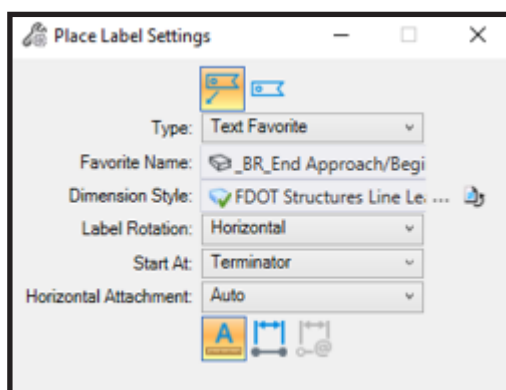 Place Label Settings
Type: Text Favorite
Favorite Name: _BR_End Approach/Begi
Dimension Style: FDOT Structures Line Le. ...
Label Rotation: Horizontal
Start At: Terminator
Horizontal Attachment: Auto
A